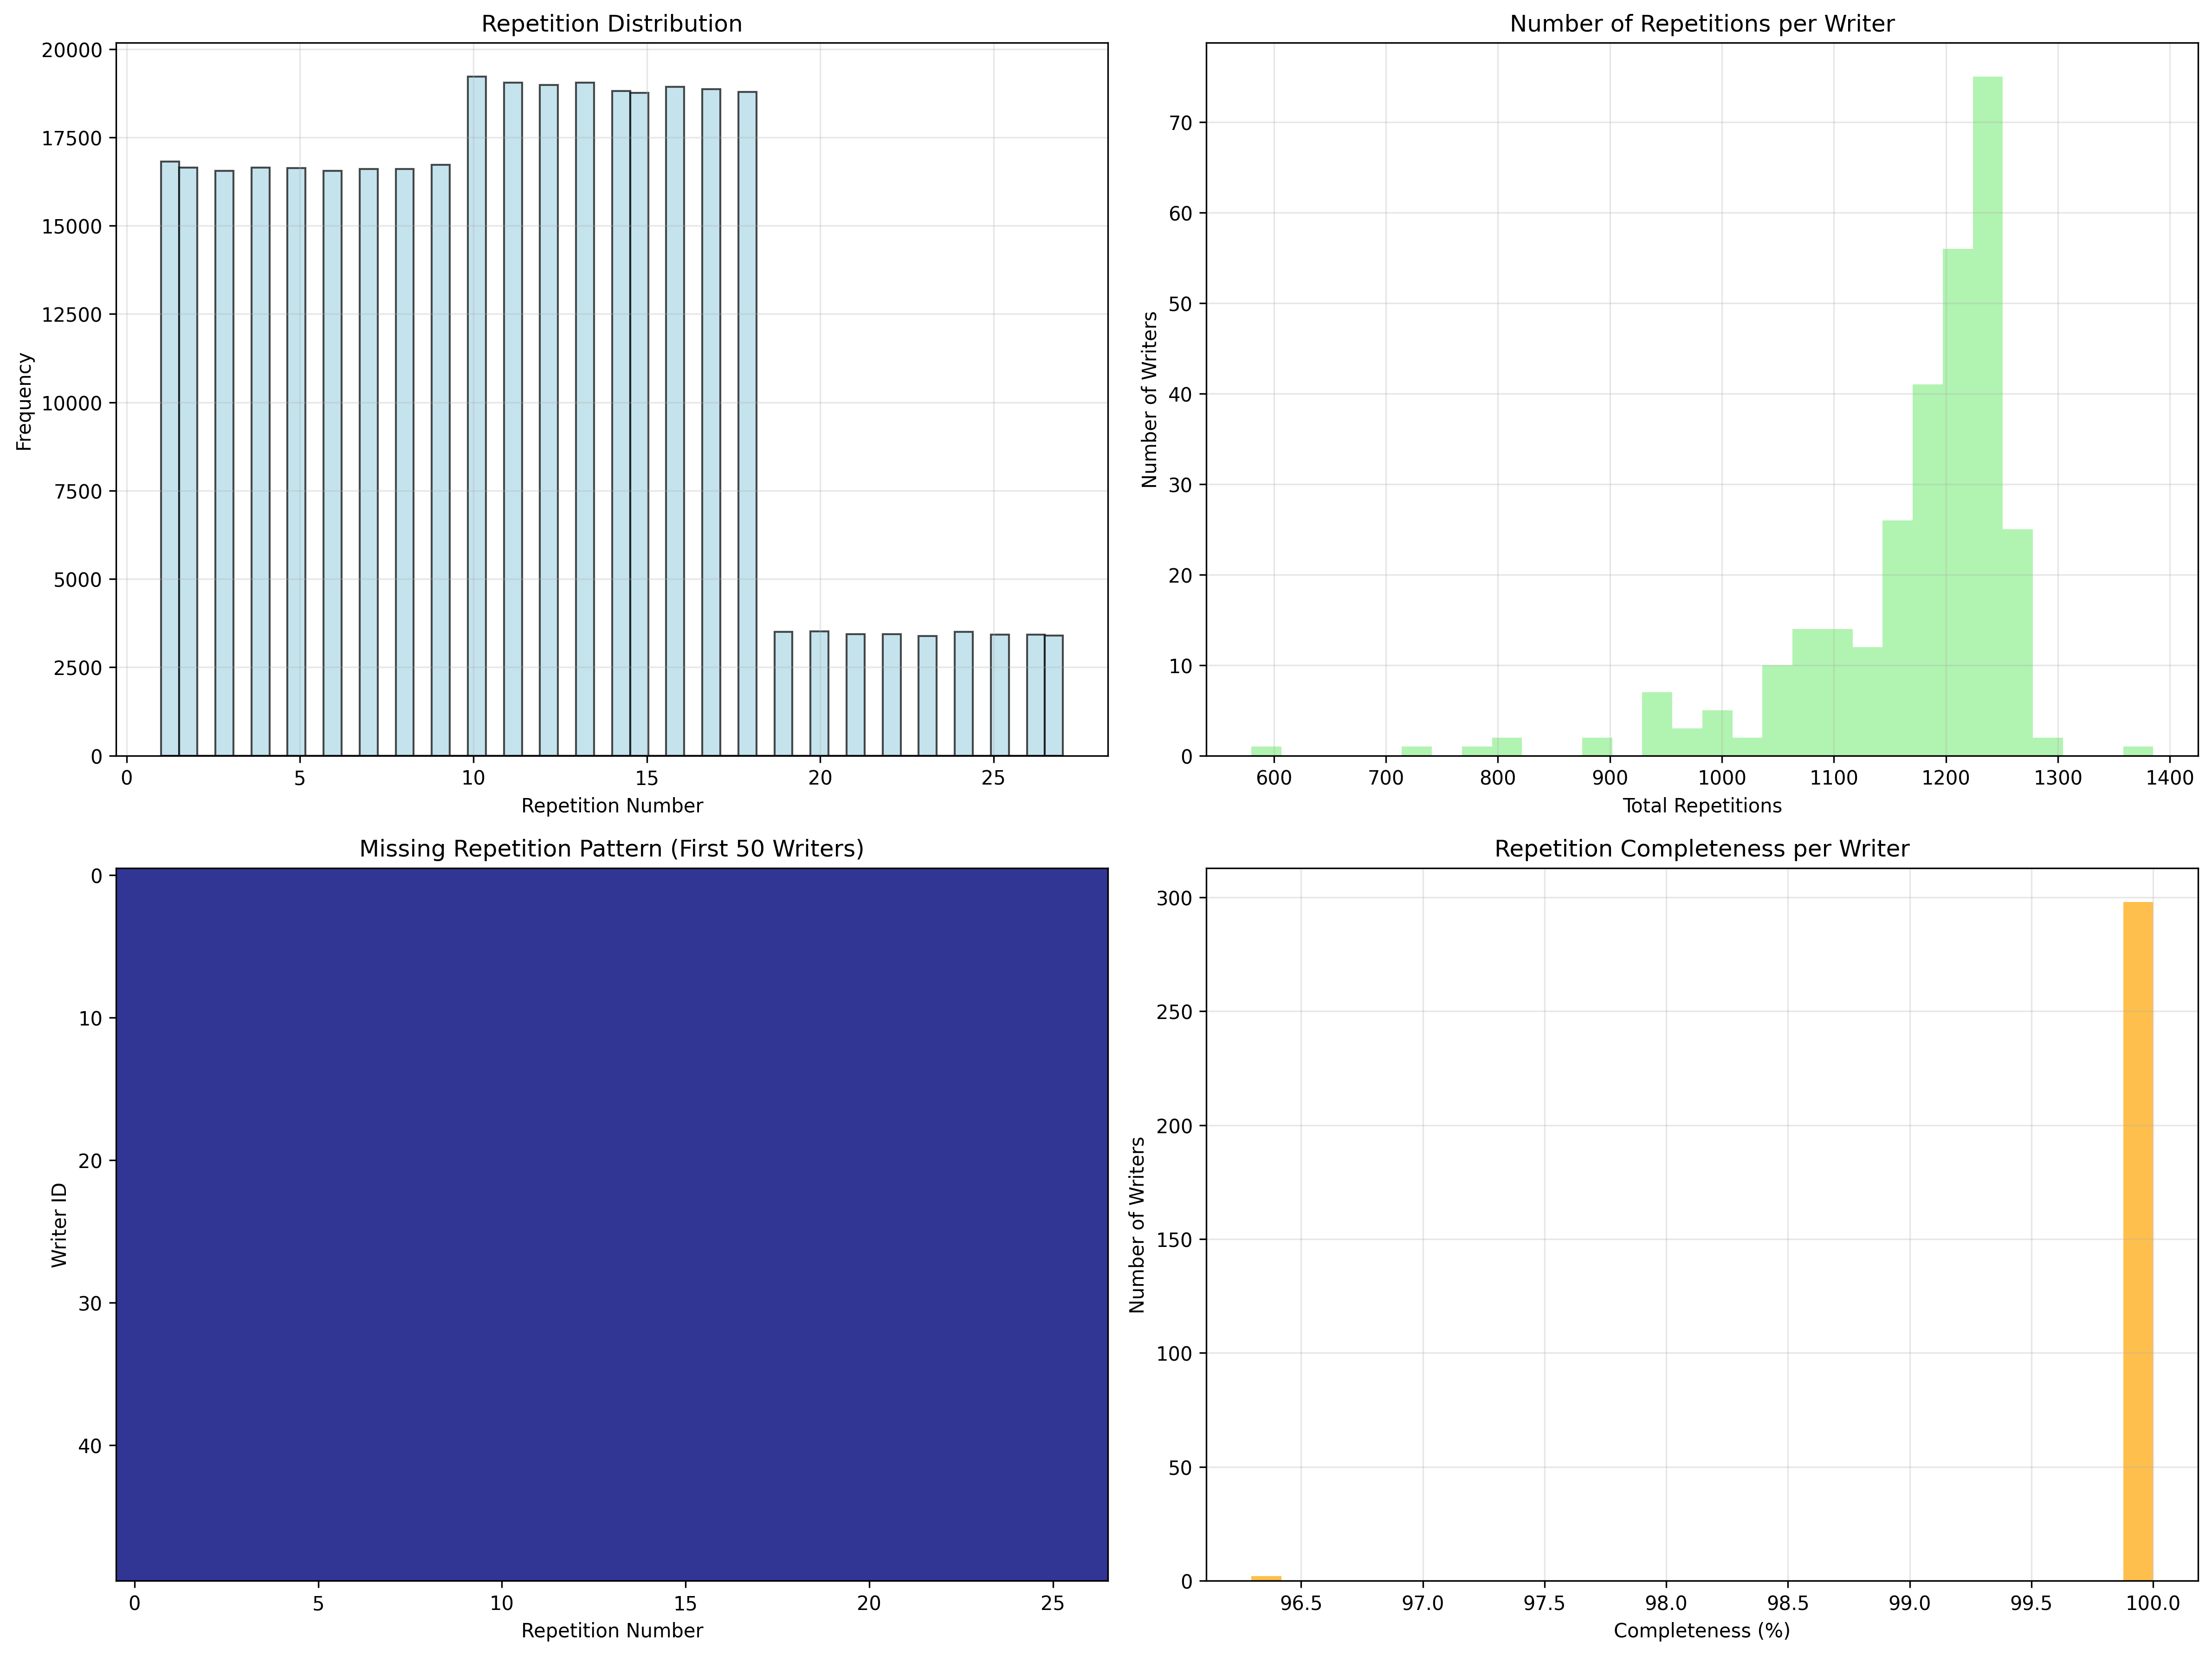 Repetition Distribution
20000
17500
15000
12500
10000
7500
5000
2500
0
Frequency
0 5 10 15 20 25
Repetition Number
Number of Repetitions per Writer
70
60
50
40
30
20
10
0
Number of Writers
600 700 800 900 1000 1100 1200 1300 1400
Total Repetitions
Missing Repetition Pattern (First 50 Writers)
0
10
20
30
40
Writer ID
0 5 10 15 20 25
Repetition Number
Repetition Completeness per Writer
300
250
200
150
100
50
0
Number of Writers
96.5 97.0 97.5 98.0 98.5 99.0 99.5 100.0
Completeness (%)